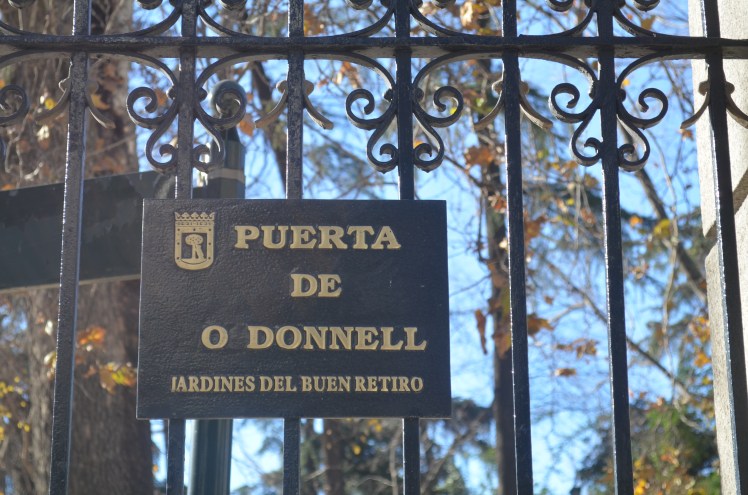 PUERTA
DE
O DONNELL
JARDINES DEL BUEN RETIRO